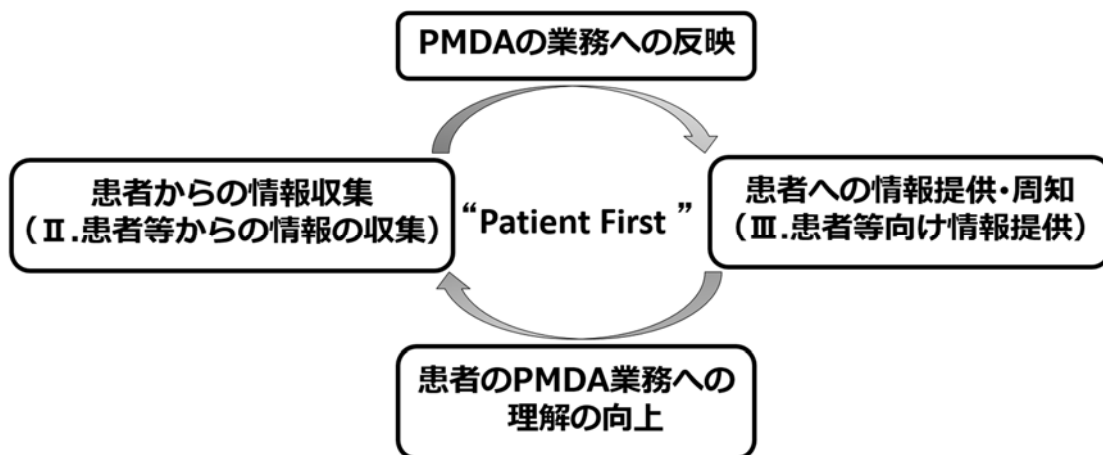 PMDAの業務への反映
患者からの情報収集
（Ⅱ.患者等からの情報の収集）
“Patient First ”
患者への情報提供・周知
（Ⅲ.患者等向け情報提供）
患者のPMDA業務への
理解の向上